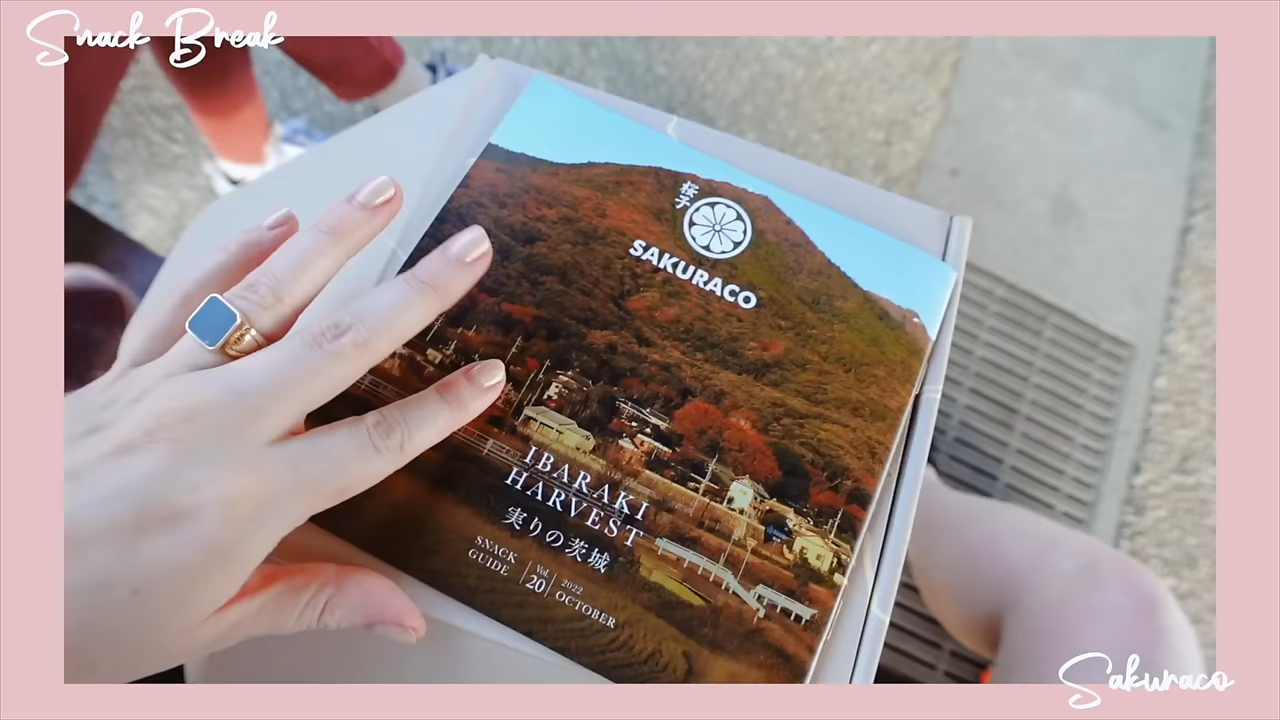 Snack Break
桜子
SAKURACO
IBARAKI
HARVEST
実りの茨城
SNACK
GUIDE
Vol.
20
2022
OCTOBER
Sakuraco